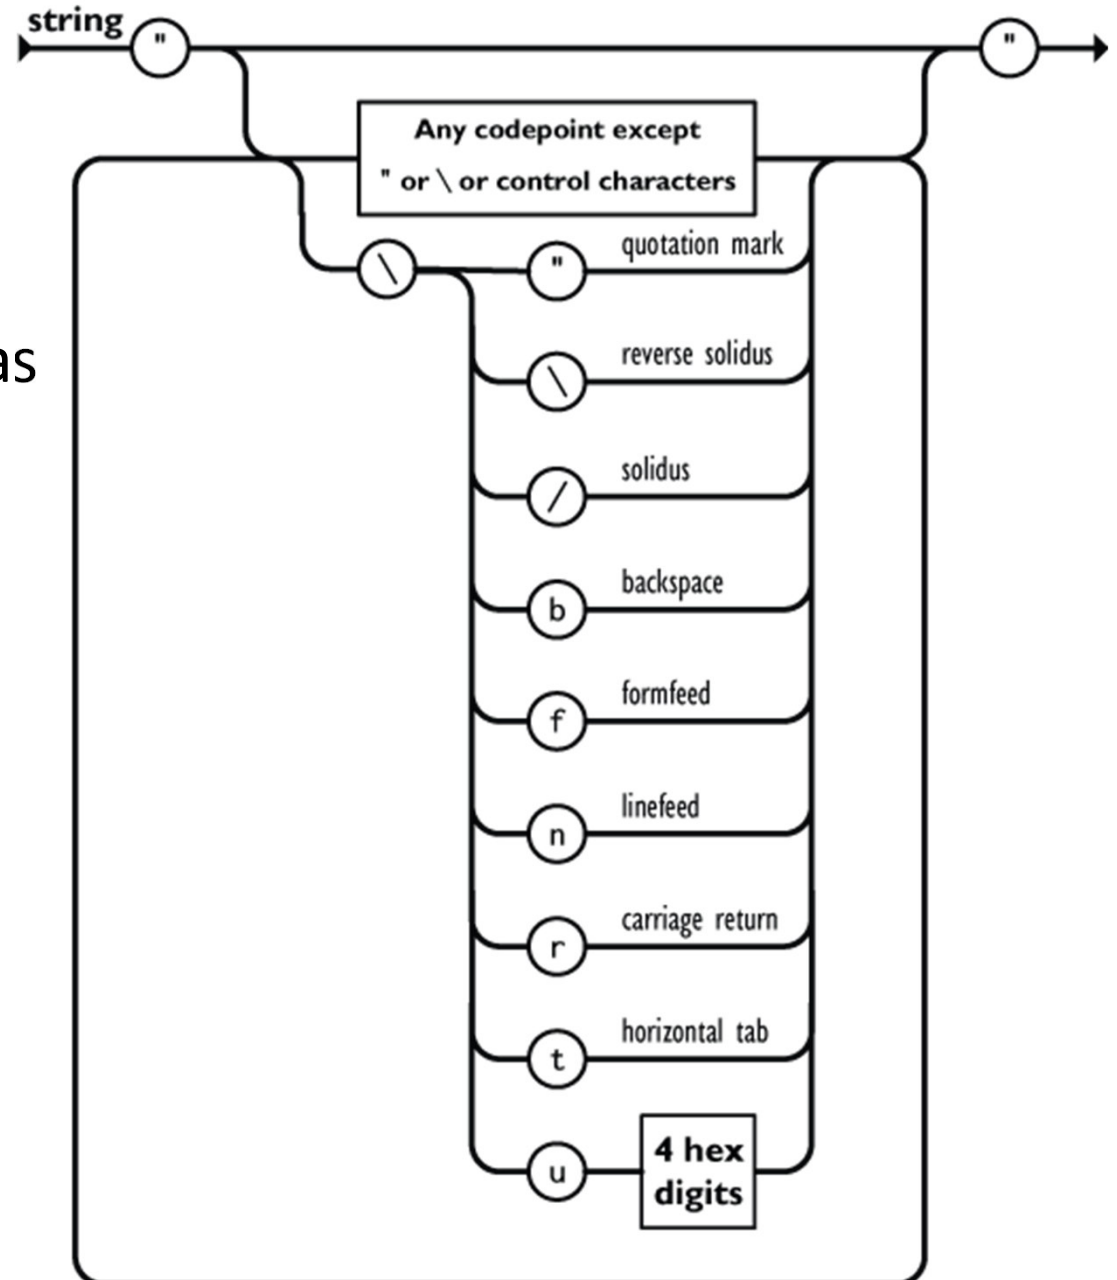 string
" "
Any codepoint except
" or \ or control characters
\ " quotation mark
as
\ reverse solidus
/ solidus
b backspace
f formfeed
n linefeed
r carriage return
t horizontal tab
u 4 hex
digits